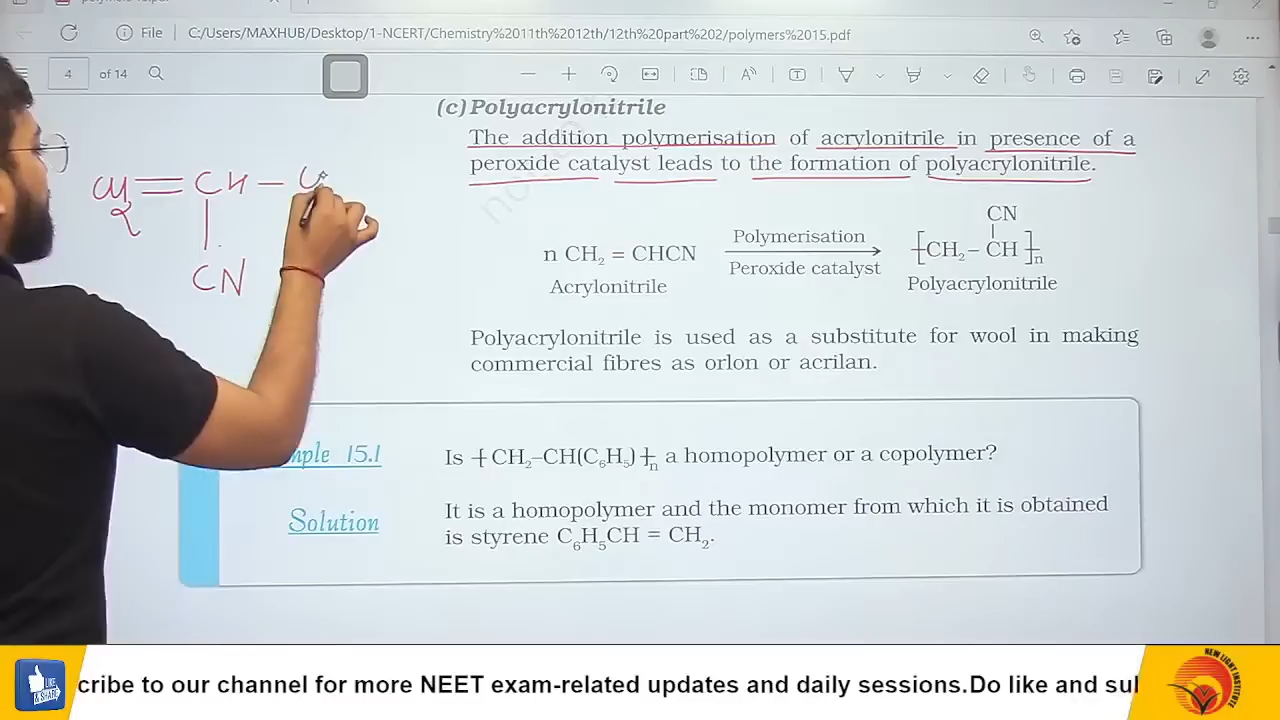 File C:/Users/MAXHUB/Desktop/1-NCERT/Chemistry%2011th%2012th/12th%20part%202/polymers%2015.pdf
4 of 14
(c) Polyacrylonitrile
The addition polymerisation of acrylonitrile in presence of a
peroxide catalyst leads to the formation of polyacrylonitrile.
CH₂ = CH – C
CN
CN
n CH₂ = CHCN
Polymerisation
Peroxide catalyst
[CH₂ – CH]ₙ
Acrylonitrile
Polyacrylonitrile
Polyacrylonitrile is used as a substitute for wool in making
commercial fibres as orlon or acrilan.
mple 15.1
Is ┼CH₂–CH(C₆H₅)┼ₙ a homopolymer or a copolymer?
Solution
It is a homopolymer and the monomer from which it is obtained
is styrene C₆H₅CH = CH₂.
LIKE & SHARE
cribe to our channel for more NEET exam-related updates and daily sessions.Do like and sul
NEW LIGHT INSTITUTE